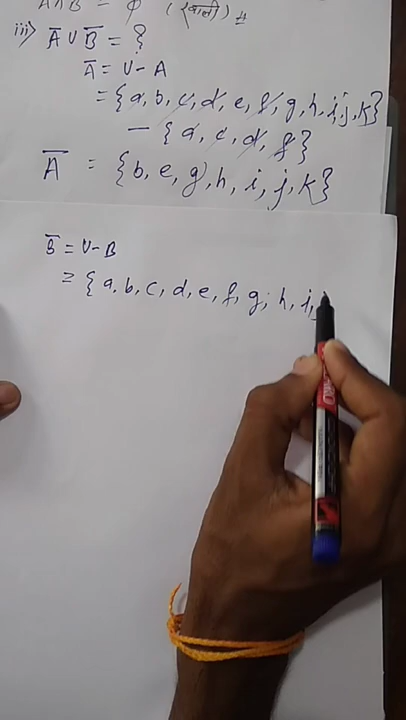 A∩B = φ (खाली) #
iii) A̅ ∪ B̅ = ?
A̅ = U - A
= {a, b, c, d, e, f, g, h, i, j, k}
- {a, c, d, f}
A̅ = {b, e, g, h, i, j, k}
B̅ = U - B
= {a, b, c, d, e, f, g, h, i,